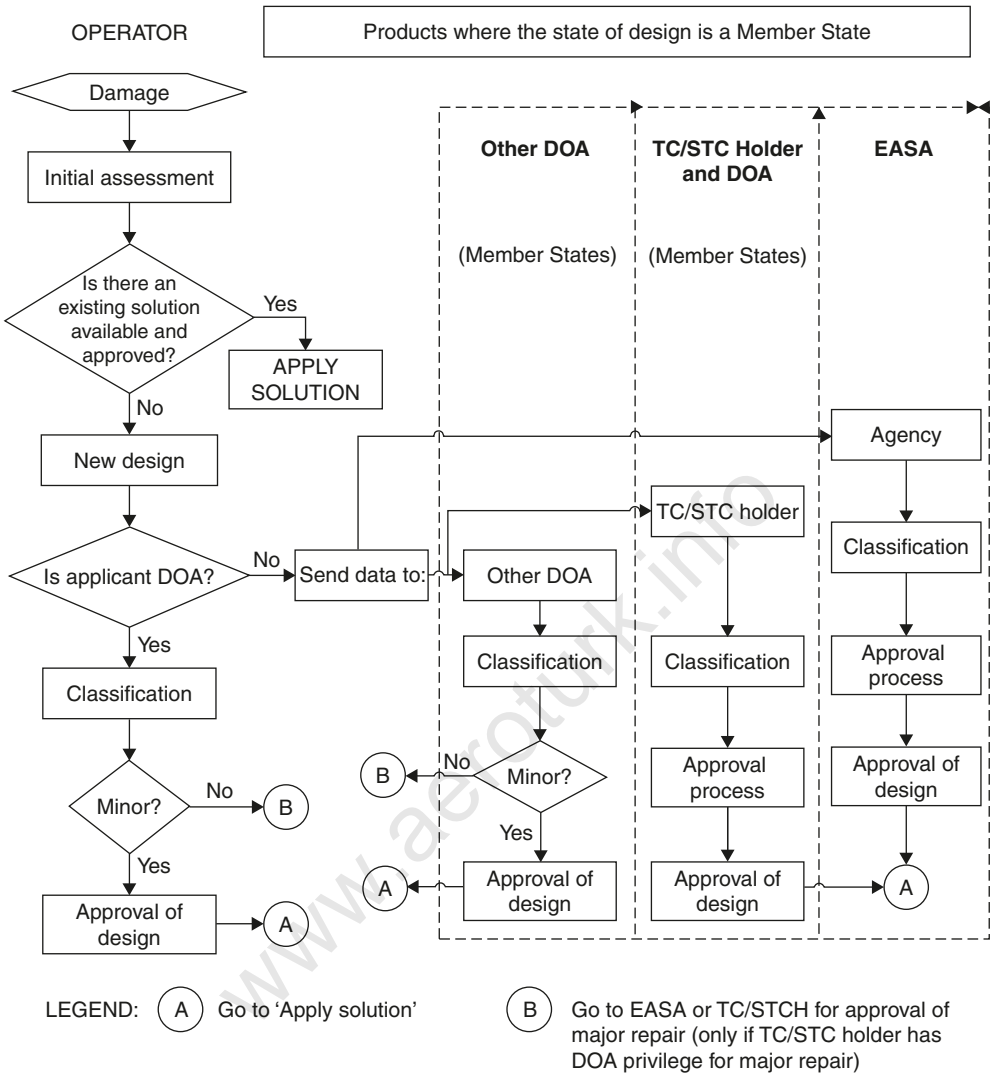 OPERATOR
Products where the state of design is a Member State
Damage
Initial assessment
Is there an
existing solution
available and
approved?
Yes
APPLY
SOLUTION
No
New design
Is applicant DOA?
No
Send data to:
Yes
Classification
Minor?
No
B
Yes
Approval of
design
A
Other DOA
(Member States)
Other DOA
Classification
Minor?
No
B
Yes
Approval of
design
A
TC/STC Holder
and DOA
(Member States)
TC/STC holder
Classification
Approval
process
Approval of
design
EASA
Agency
Classification
Approval
process
Approval of
design
A
www.aeroturk.info
LEGEND:
A
Go to 'Apply solution'
B
Go to EASA or TC/STCH for approval of
major repair (only if TC/STC holder has
DOA privilege for major repair)